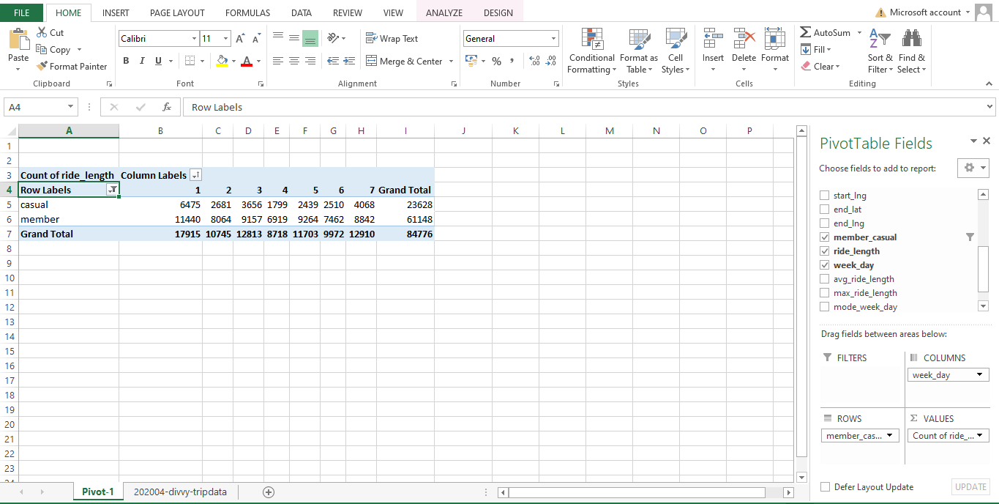 FILE HOME INSERT PAGE LAYOUT FORMULAS DATA REVIEW VIEW ANALYZE DESIGN Microsoft account
Cut
Copy
Format Painter
Paste
Clipboard
Calibri 11
B I U
Font
Wrap Text
Merge & Center
Alignment
General
%
Number
Conditional Formatting
Format as Table
Cell Styles
Styles
Insert Delete Format
Cells
AutoSum
Fill
Clear
Sort & Filter
Find & Select
Editing
A4 fx Row Labels
A B C D E F G H I J K L M N O P
1
2
3 Count of ride_length Column Labels
4 Row Labels 1 2 3 4 5 6 7 Grand Total
5 casual 6475 2681 3656 1799 2439 2510 4068 23628
6 member 11440 8064 9157 6919 9264 7462 8842 61148
7 Grand Total 17915 10745 12813 8718 11703 9972 12910 84776
8
9
10
11
12
13
14
15
16
17
18
19
20
21
22
23
24
Pivot-1 202004-divvy-tripdata
PivotTable Fields
Choose fields to add to report:
start_lng
end_lat
end_lng
member_casual
ride_length
week_day
avg_ride_length
max_ride_length
mode_week_day
Drag fields between areas below:
FILTERS COLUMNS
week_day
ROWS Σ VALUES
member_cas... Count of ride_...
Defer Layout Update UPDATE